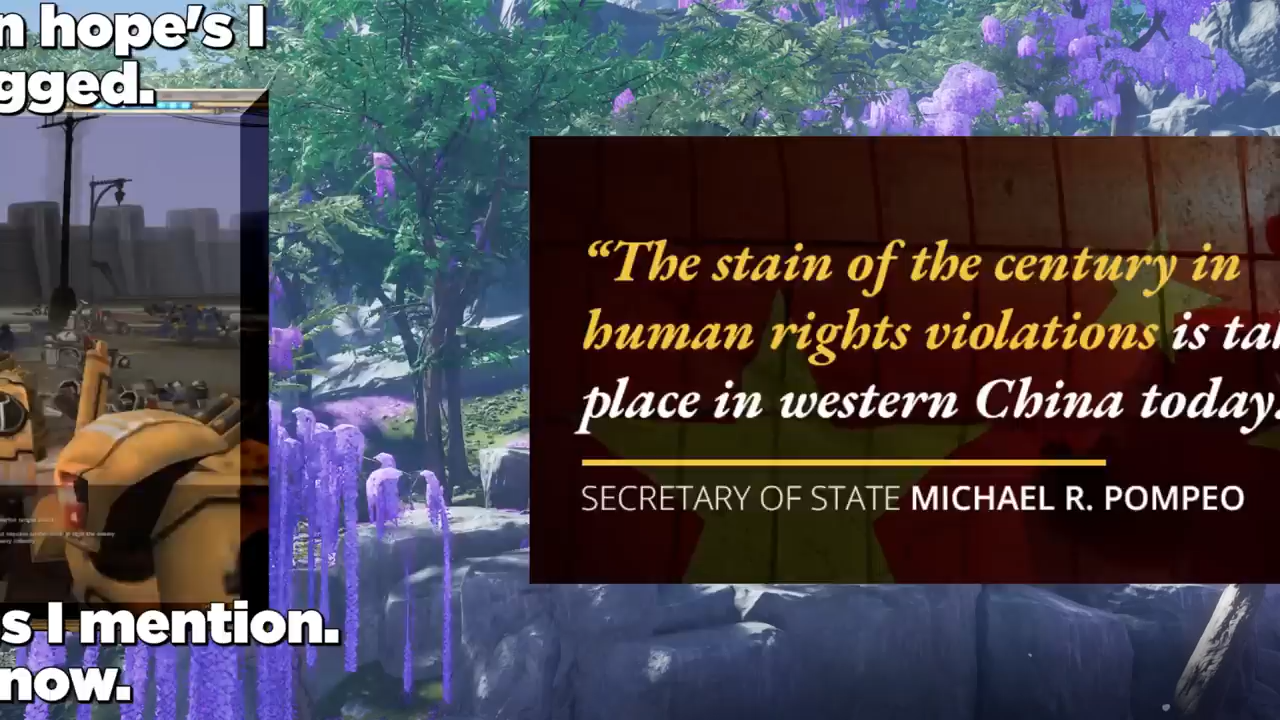 n hope's I
gged.
“The stain of the century in
human rights violations is ta
place in western China today.
SECRETARY OF STATE MICHAEL R. POMPEO
s I mention.
now.